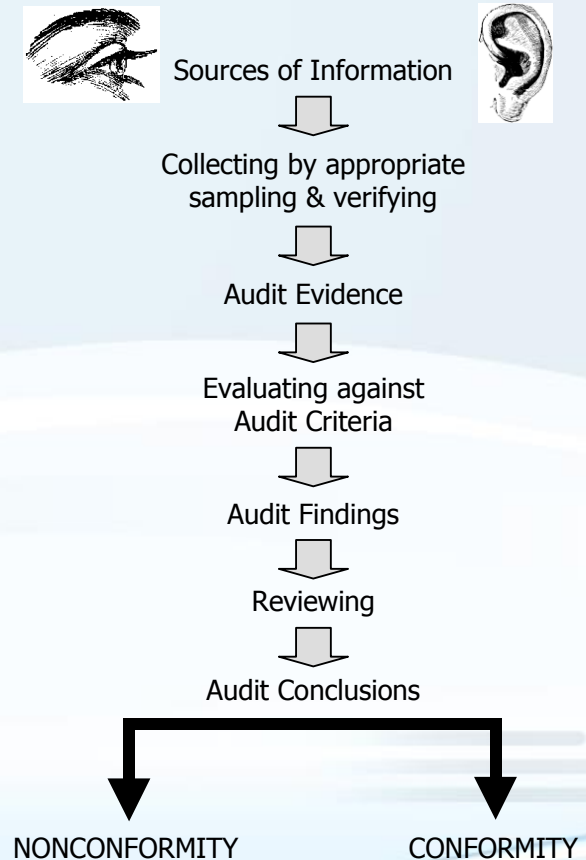 Sources of Information
Collecting by appropriate
sampling & verifying
Audit Evidence
Evaluating against
Audit Criteria
Audit Findings
Reviewing
Audit Conclusions
NONCONFORMITY CONFORMITY